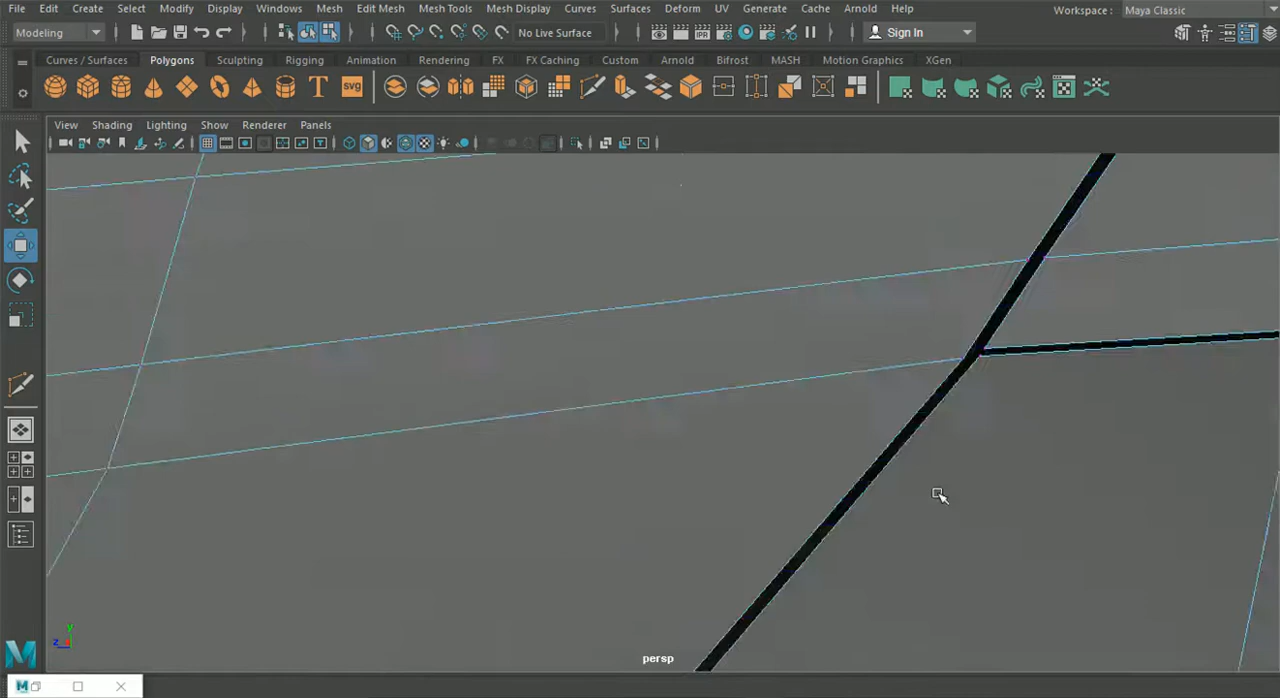 File Edit Create Select Modify Display Windows Mesh Edit Mesh Mesh Tools Mesh Display Curves Surfaces Deform UV Generate Cache Arnold Help Workspace : Maya Classic
Modeling No Live Surface Sign In
Curves / Surfaces Polygons Sculpting Rigging Animation Rendering FX FX Caching Custom Arnold Bifrost MASH Motion Graphics XGen
T SVG
View Shading Lighting Show Renderer Panels
y
z
persp
M